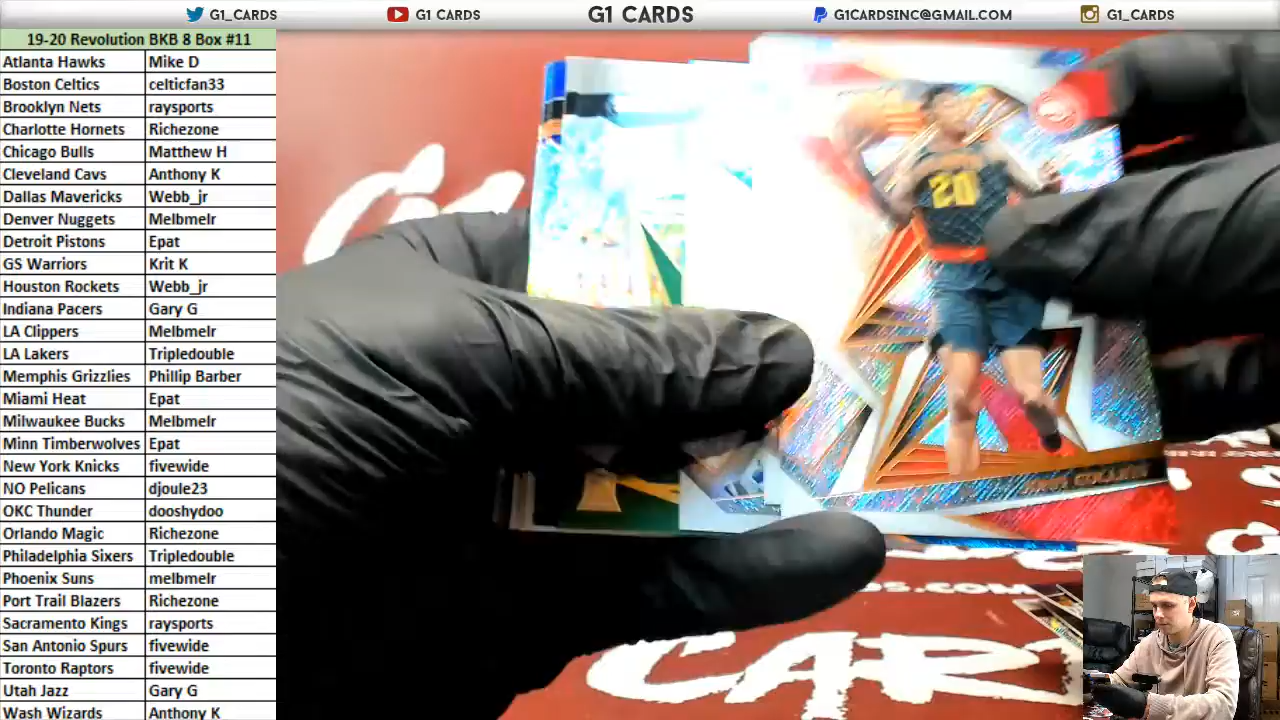 G1_CARDS
G1 CARDS
G1 CARDS
G1CARDSINC@GMAIL.COM
G1_CARDS
19-20 Revolution BKB 8 Box #11
Atlanta Hawks Mike D
Boston Celtics celticfan33
Brooklyn Nets raysports
Charlotte Hornets Richezone
Chicago Bulls Matthew H
Cleveland Cavs Anthony K
Dallas Mavericks Webb_jr
Denver Nuggets Melbmelr
Detroit Pistons Epat
GS Warriors Krit K
Houston Rockets Webb_jr
Indiana Pacers Gary G
LA Clippers Melbmelr
LA Lakers Tripledouble
Memphis Grizzlies Phillip Barber
Miami Heat Epat
Milwaukee Bucks Melbmelr
Minn Timberwolves Epat
New York Knicks fivewide
NO Pelicans djoule23
OKC Thunder dooshydoo
Orlando Magic Richezone
Philadelphia Sixers Tripledouble
Phoenix Suns melbmelr
Port Trail Blazers Richezone
Sacramento Kings raysports
San Antonio Spurs fivewide
Toronto Raptors fivewide
Utah Jazz Gary G
Wash Wizards Anthony K
20
JOHN COLLINS